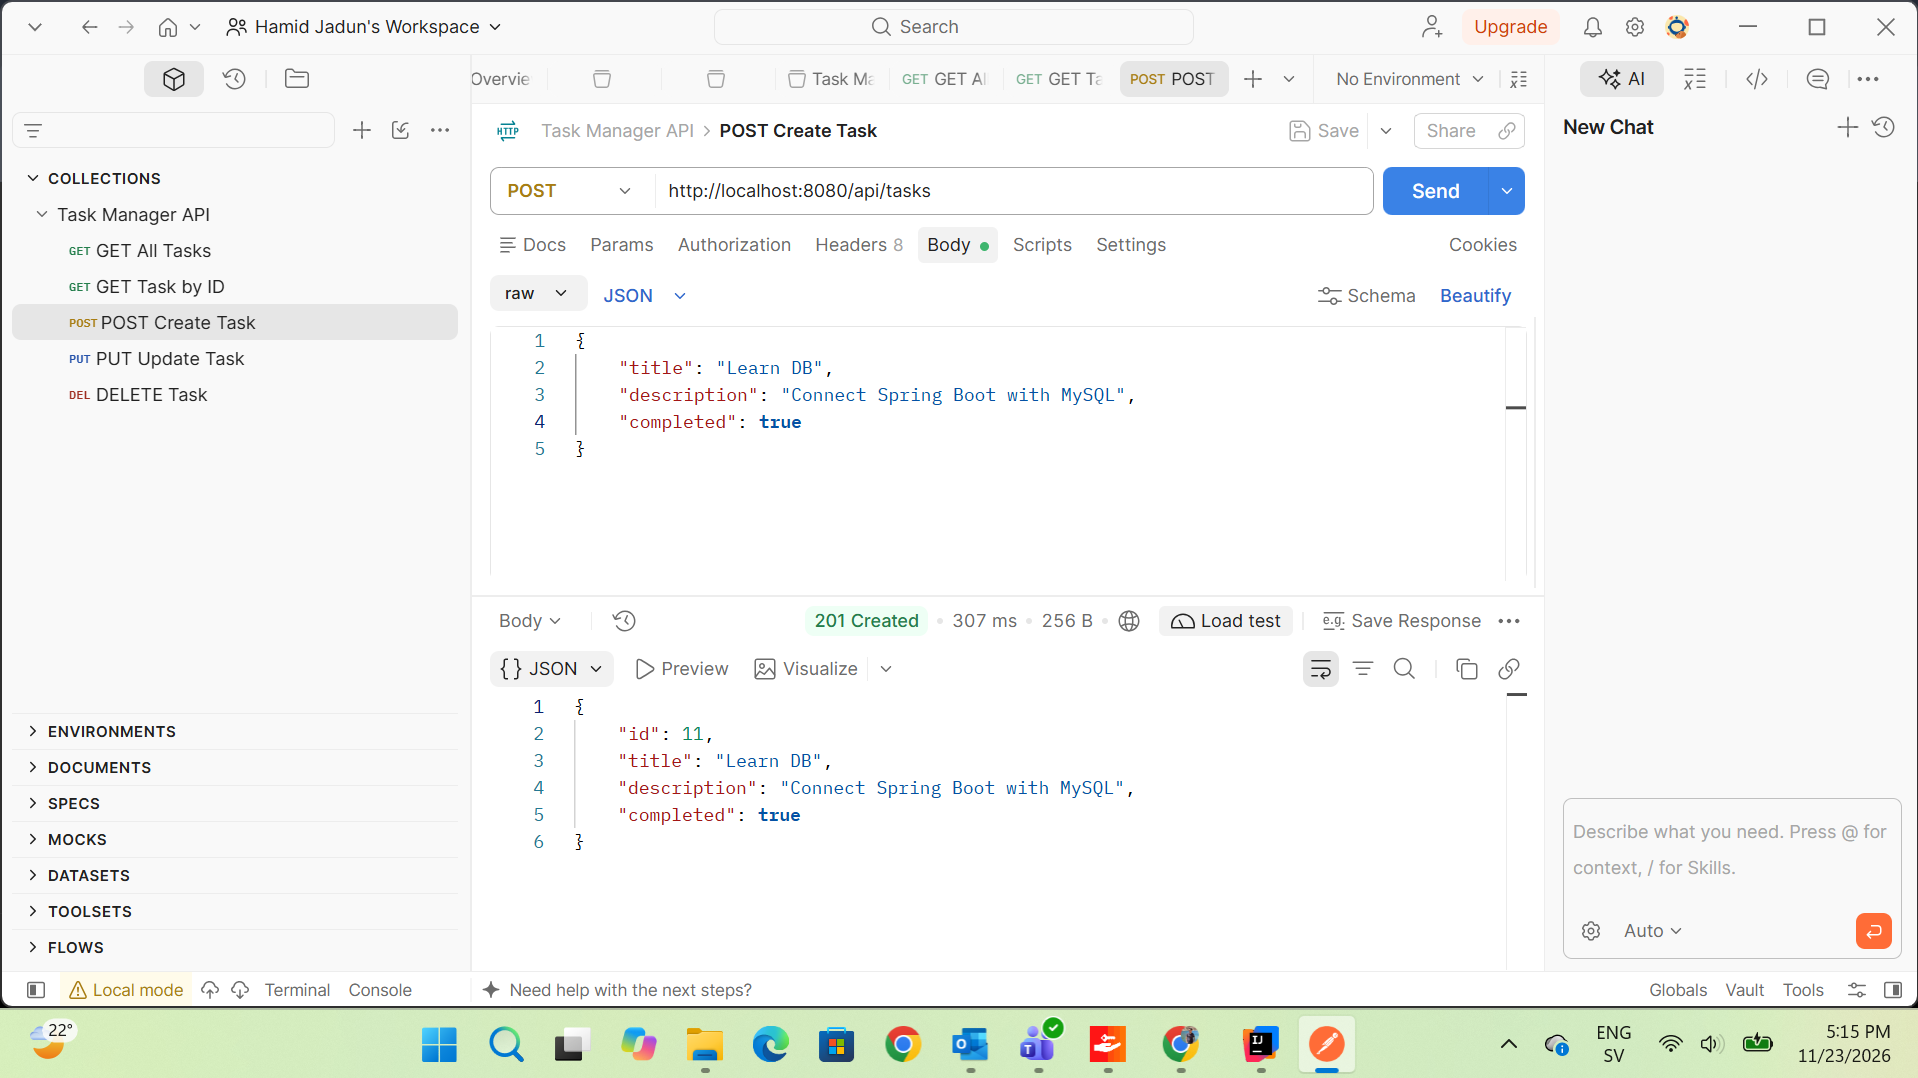 Hamid Jadun's Workspace
Search
Upgrade
Overvie
Task Ma
GET GET Al
GET GET Ta
POST POST
No Environment
AI
Task Manager API > POST Create Task
Save
Share
New Chat
COLLECTIONS
Task Manager API
GET GET All Tasks
GET GET Task by ID
POST POST Create Task
PUT PUT Update Task
DEL DELETE Task
ENVIRONMENTS
DOCUMENTS
SPECS
MOCKS
DATASETS
TOOLSETS
FLOWS
HTTP
POST
http://localhost:8080/api/tasks
Send
Docs Params Authorization Headers 8 Body Scripts Settings Cookies
raw JSON Schema Beautify
1 {
2 "title": "Learn DB",
3 "description": "Connect Spring Boot with MySQL",
4 "completed": true
5 }
Body 201 Created 307 ms 256 B Load test e.g. Save Response
{} JSON Preview Visualize
1 {
2 "id": 11,
3 "title": "Learn DB",
4 "description": "Connect Spring Boot with MySQL",
5 "completed": true
6 }
Describe what you need. Press @ for
context, / for Skills.
Auto
Local mode Terminal Console Need help with the next steps? Globals Vault Tools
22°
ENG
SV
5:15 PM
11/23/2026